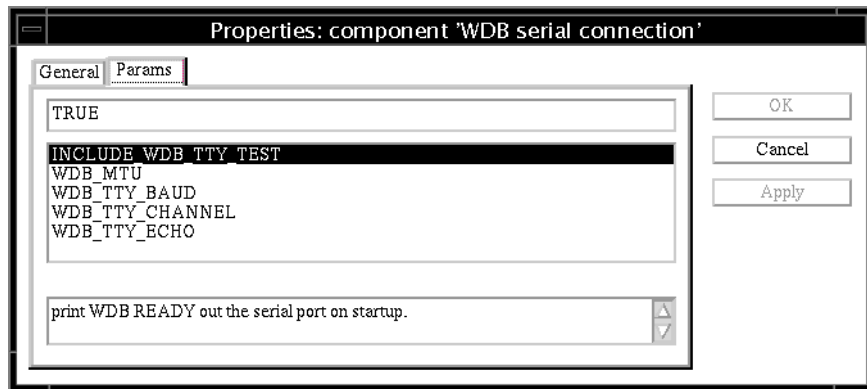 Properties: component 'WDB serial connection'
General Params
TRUE
OK
INCLUDE_WDB_TTY_TEST
Cancel
WDB_MTU
WDB_TTY_BAUD
Apply
WDB_TTY_CHANNEL
WDB_TTY_ECHO
print WDB READY out the serial port on startup.